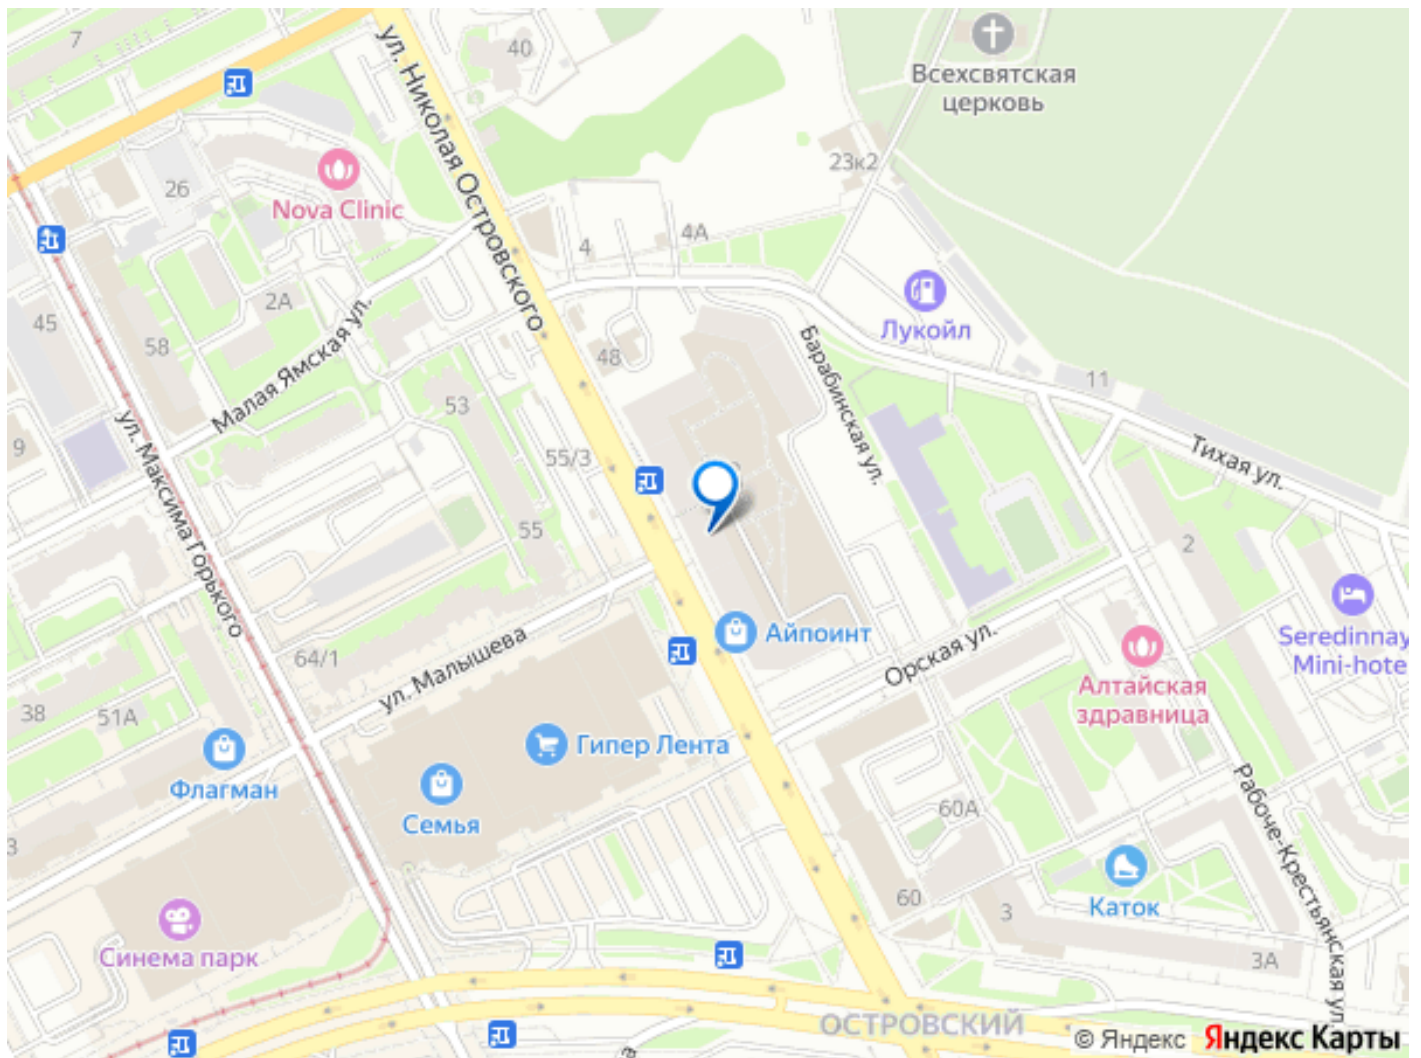 7
40
Всехсвятская
церковь
ул. Николая Островского
23к2
26
Nova Clinic
4А
4
2А
Лукойл
45
58
Малая Ямская ул.
48
Барабинская ул.
11
53
9
ул. Максима Горького
55/3
Тихая ул.
55
2
Айпоинт
Seredinnay
Mini-hote
64/1
ул. Малышева
Орская ул.
Алтайская
здравница
38
51А
Гипер Лента
Флагман
Семья
Рабоче-Крестьянская ул.
60А
3
60
3
Каток
Синема парк
3А
ОСТРОВСКИЙ
© Яндекс Яндекс Карты